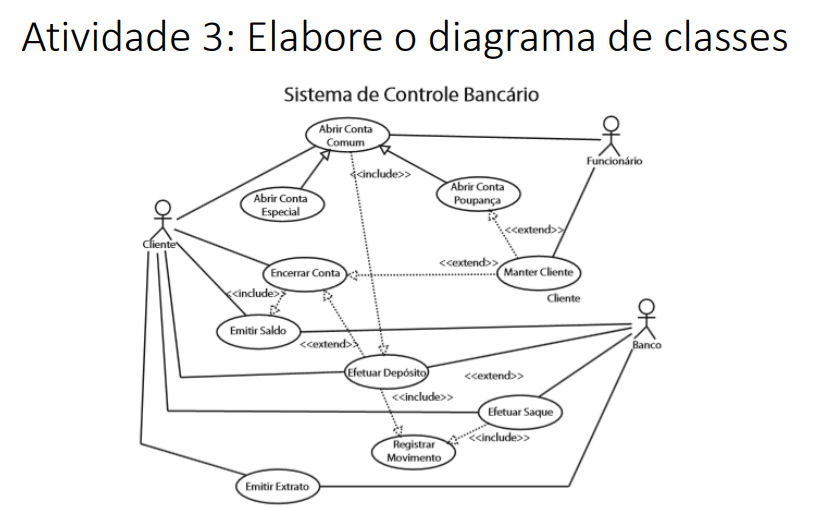 Atividade 3: Elabore o diagrama de classes
Sistema de Controle Bancário
Abrir Conta
Comum
Funcionário
<<include>>
Abrir Conta
Poupança
Abrir Conta
Especial
<<extend>>
Cliente
<<extend>>
Encerrar Conta
Manter Cliente
Cliente
<<include>>
Emitir Saldo
<<extend>>
Banco
Efetuar Depósito
<<extend>>
<<include>>
Efetuar Saque
<<include>>
Registrar
Movimento
Emitir Extrato